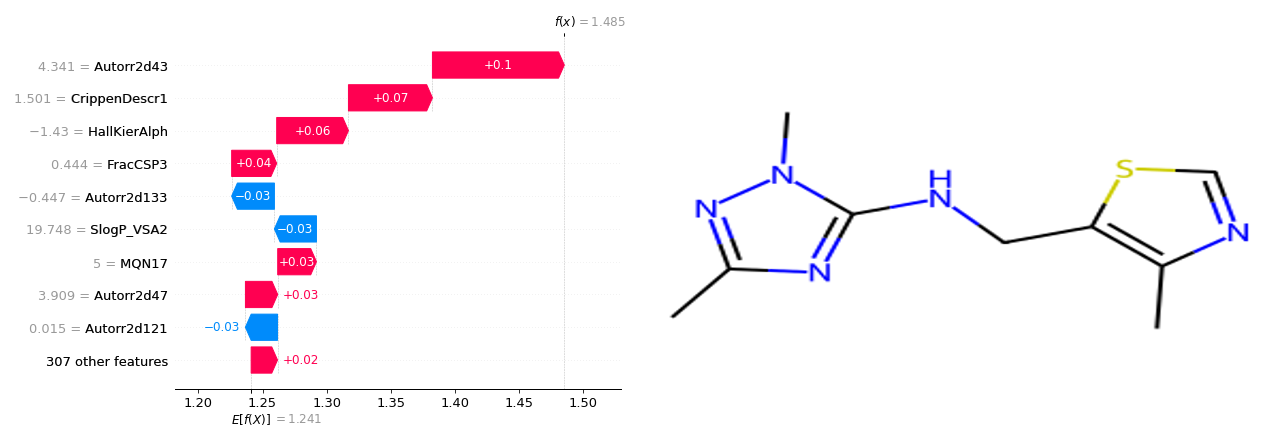 f(x) = 1.485
4.341 = Autorr2d43
+0.1
1.501 = CrippenDescr1
+0.07
−1.43 = HallKierAlph
+0.06
0.444 = FracCSP3
+0.04
−0.447 = Autorr2d133
−0.03
19.748 = SlogP_VSA2
−0.03
5 = MQN17
+0.03
3.909 = Autorr2d47
+0.03
0.015 = Autorr2d121
−0.03
307 other features
+0.02
1.20 1.25 1.30 1.35 1.40 1.45 1.50
E[f(X)] = 1.241
N
N
N
H
N
S
N